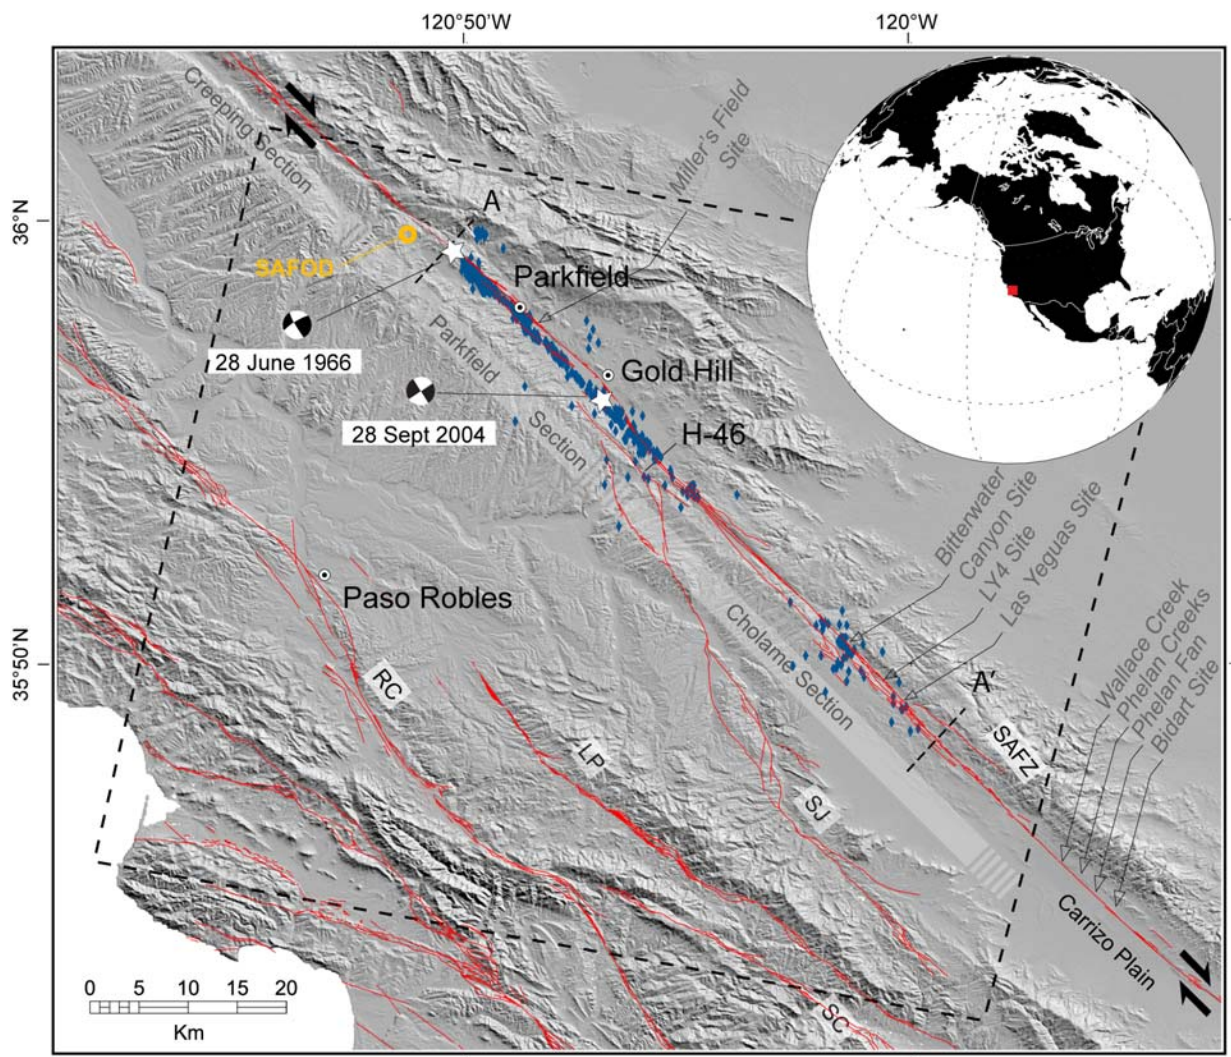 120°50'W
120°W
36°N
35°50'N
Creeping Section
Miller's Field
Site
A
SAFOD
Parkfield
28 June 1966
Parkfield
Section
Gold Hill
28 Sept 2004
H-46
Paso Robles
Bitterwater
Canyon Site
LY4 Site
Las Yeguas Site
Cholame Section
A'
RC
LP
SJ
SAFZ
Wallace Creek
Phelan Creeks
Phelan Fan
Bidart Site
Carrizo Plain
SC
0 5 10 15 20
Km